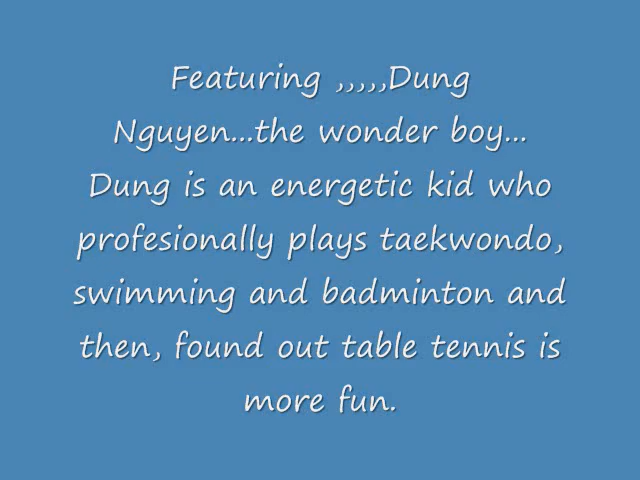 Featuring ,,,,,Dung
Nguyen...the wonder boy...
Dung is an energetic kid who
profesionally plays taekwondo,
swimming and badminton and
then, found out table tennis is
more fun.